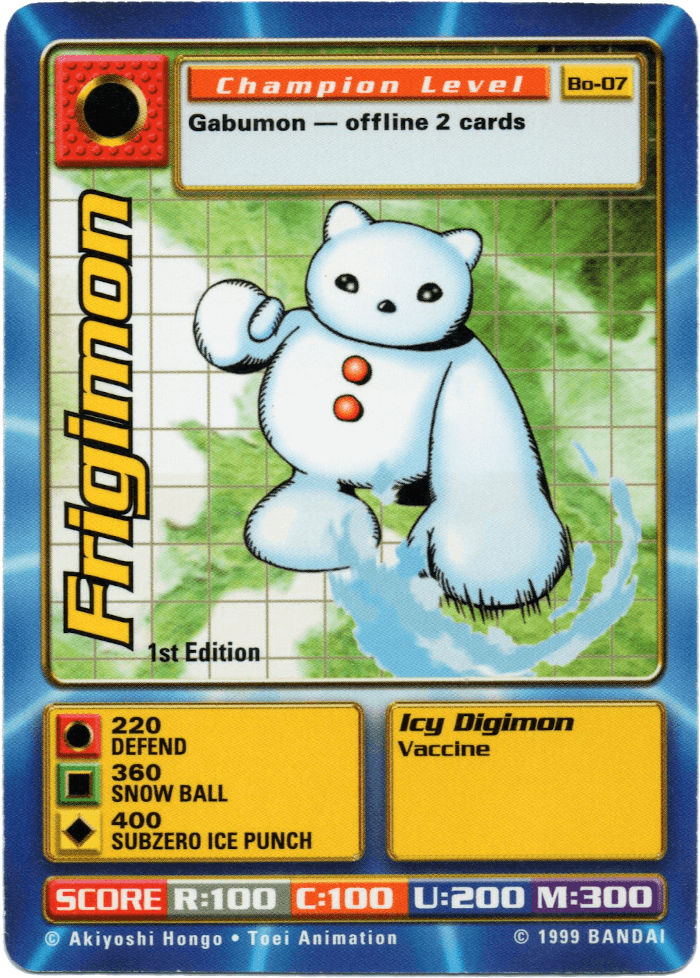 Champion Level
Bo-07
Gabumon — offline 2 cards
Frigimon
1st Edition
220
DEFEND
360
SNOW BALL
400
SUBZERO ICE PUNCH
Icy Digimon
Vaccine
SCORE R:100 C:100 U:200 M:300
© Akiyoshi Hongo • Toei Animation
© 1999 BANDAI